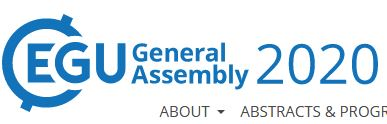 EGU General Assembly 2020
ABOUT ABSTRACTS & PROGR